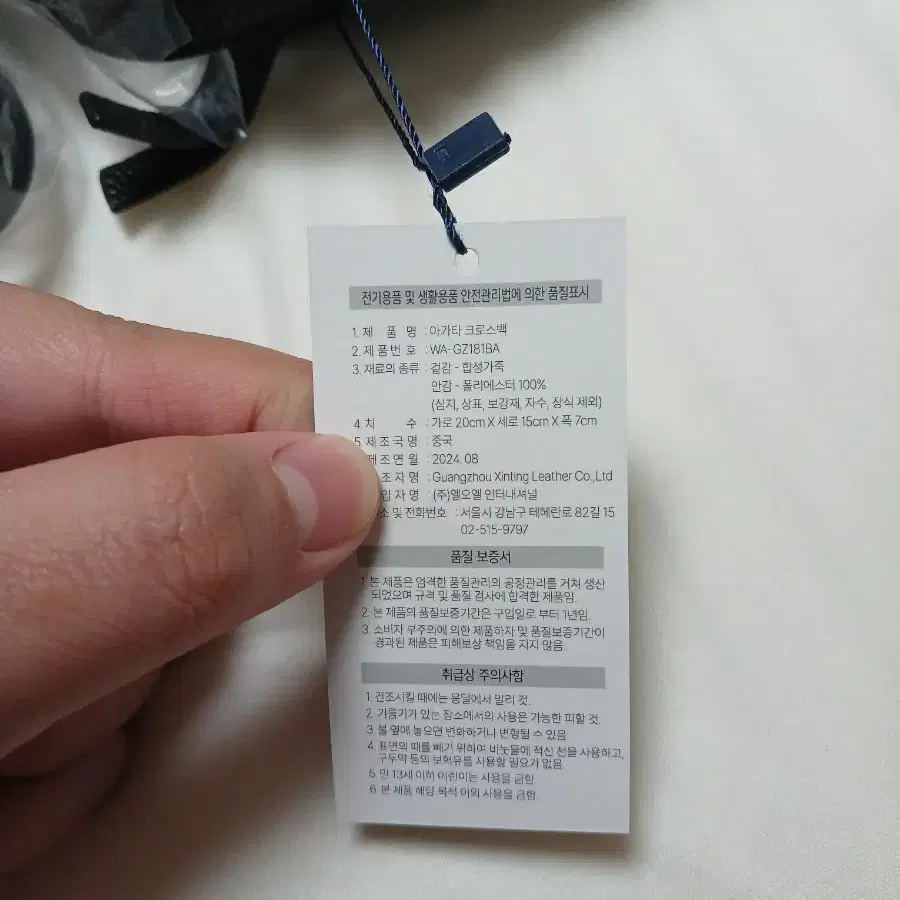 전기용품 및 생활용품 안전관리법에 의한 품질표시
1. 제 품 명 : 아가타 크로스백
2. 제 품 번 호 : WA-GZ181BA
3. 재료의 종류 : 겉감 - 합성가죽
안감 - 폴리에스터 100%
(심지, 상표, 보강재, 자수, 장식 제외)
4. 치 수 : 가로 20cm X 세로 15cm X 폭 7cm
5. 제 조 국 명 : 중국
제 조 연 월 : 2024. 08
조 자 명 : Guangzhou Xinting Leather Co.,Ltd
입 자 명 : (주)엘오엘 인터내셔널
소 및 전화번호 : 서울시 강남구 테헤란로 82길 15
02-515-9797
품질 보증서
1. 본 제품은 엄격한 품질관리의 공정관리를 거쳐 생산
되었으며 규격 및 품질 검사에 합격한 제품임.
2. 본 제품의 품질보증기간은 구입일로 부터 1년임.
3. 소비자 부주의에 의한 제품하자 및 품질보증기간이
경과된 제품은 피해보상 책임을 지지 않음.
취급상 주의사항
1. 건조시킬 때에는 응달에서 말리 것.
2. 기름기가 있는 장소에서의 사용은 가능한 피할 것.
3. 불 옆에 놓으면 변화하거나 변형될 수 있음
4. 표면의 때를 빼기 위하여 비눗물에 적신 천을 사용하고,
구두약 등의 보혁유를 사용할 필요가 없음.
5. 만 13세 이하 어린이는 사용을 금함.
6. 본 제품 해당 목적 이외 사용을 금함.